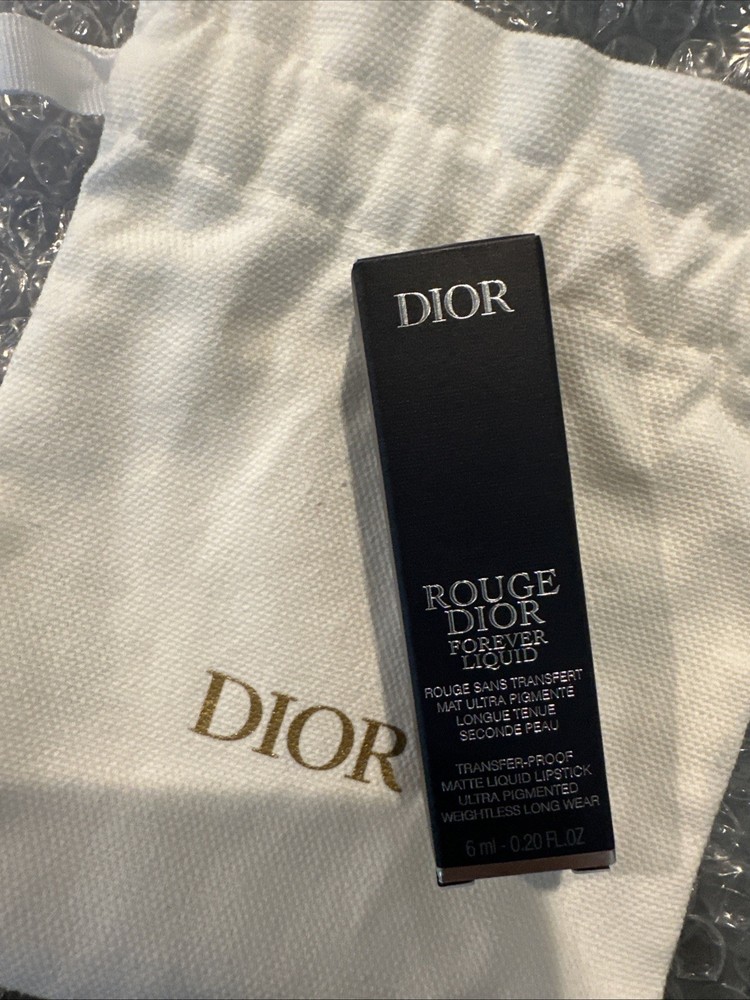 DIOR
ROUGE
DIOR
FOREVER
LIQUID
ROUGE SANS TRANSFERT
MAT ULTRA PIGMENTE
LONGUE TENUE
SECONDE PEAU
TRANSFER-PROOF
MATTE LIQUID LIPSTICK
ULTRA PIGMENTED
WEIGHTLESS LONG WEAR
6 ml - 0.20 FL.OZ
DIOR